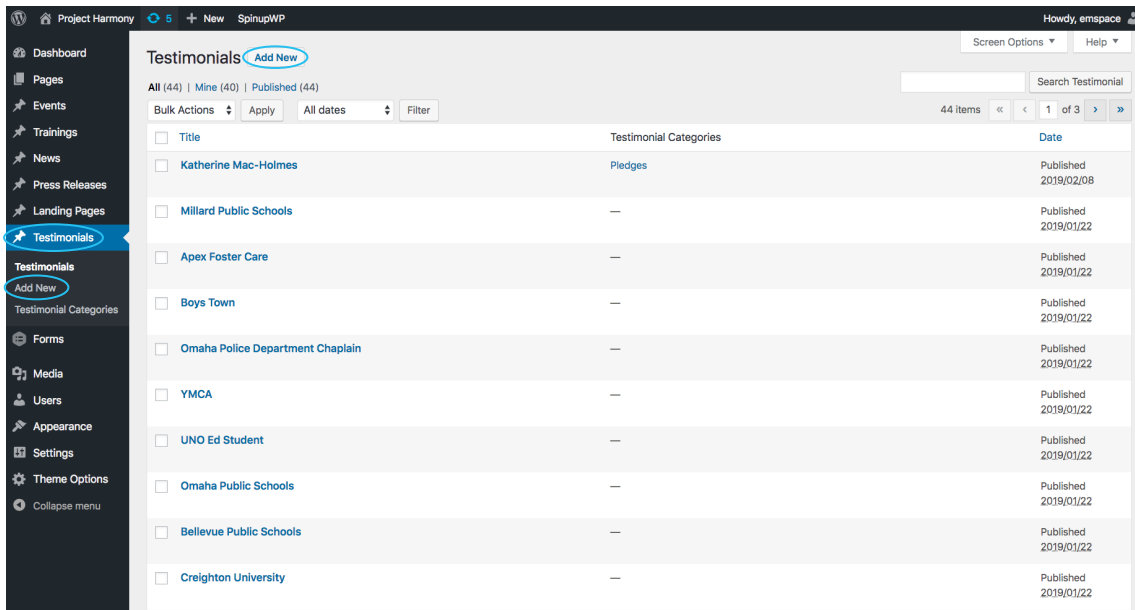 Project Harmony 5 + New SpinupWP Howdy, emspace
Screen Options ▼ Help ▼
Dashboard
Pages
Events
Trainings
News
Press Releases
Landing Pages
Testimonials
Testimonials
Add New
Testimonial Categories
Forms
Media
Users
Appearance
Settings
Theme Options
Collapse menu
Testimonials Add New
All (44) | Mine (40) | Published (44)
Search Testimonial
Bulk Actions Apply All dates Filter 44 items « ‹ 1 of 3 › »
Title Testimonial Categories Date
Katherine Mac-Holmes Pledges Published
2019/02/08
Millard Public Schools — Published
2019/01/22
Apex Foster Care — Published
2019/01/22
Boys Town — Published
2019/01/22
Omaha Police Department Chaplain — Published
2019/01/22
YMCA — Published
2019/01/22
UNO Ed Student — Published
2019/01/22
Omaha Public Schools — Published
2019/01/22
Bellevue Public Schools — Published
2019/01/22
Creighton University — Published
2019/01/22